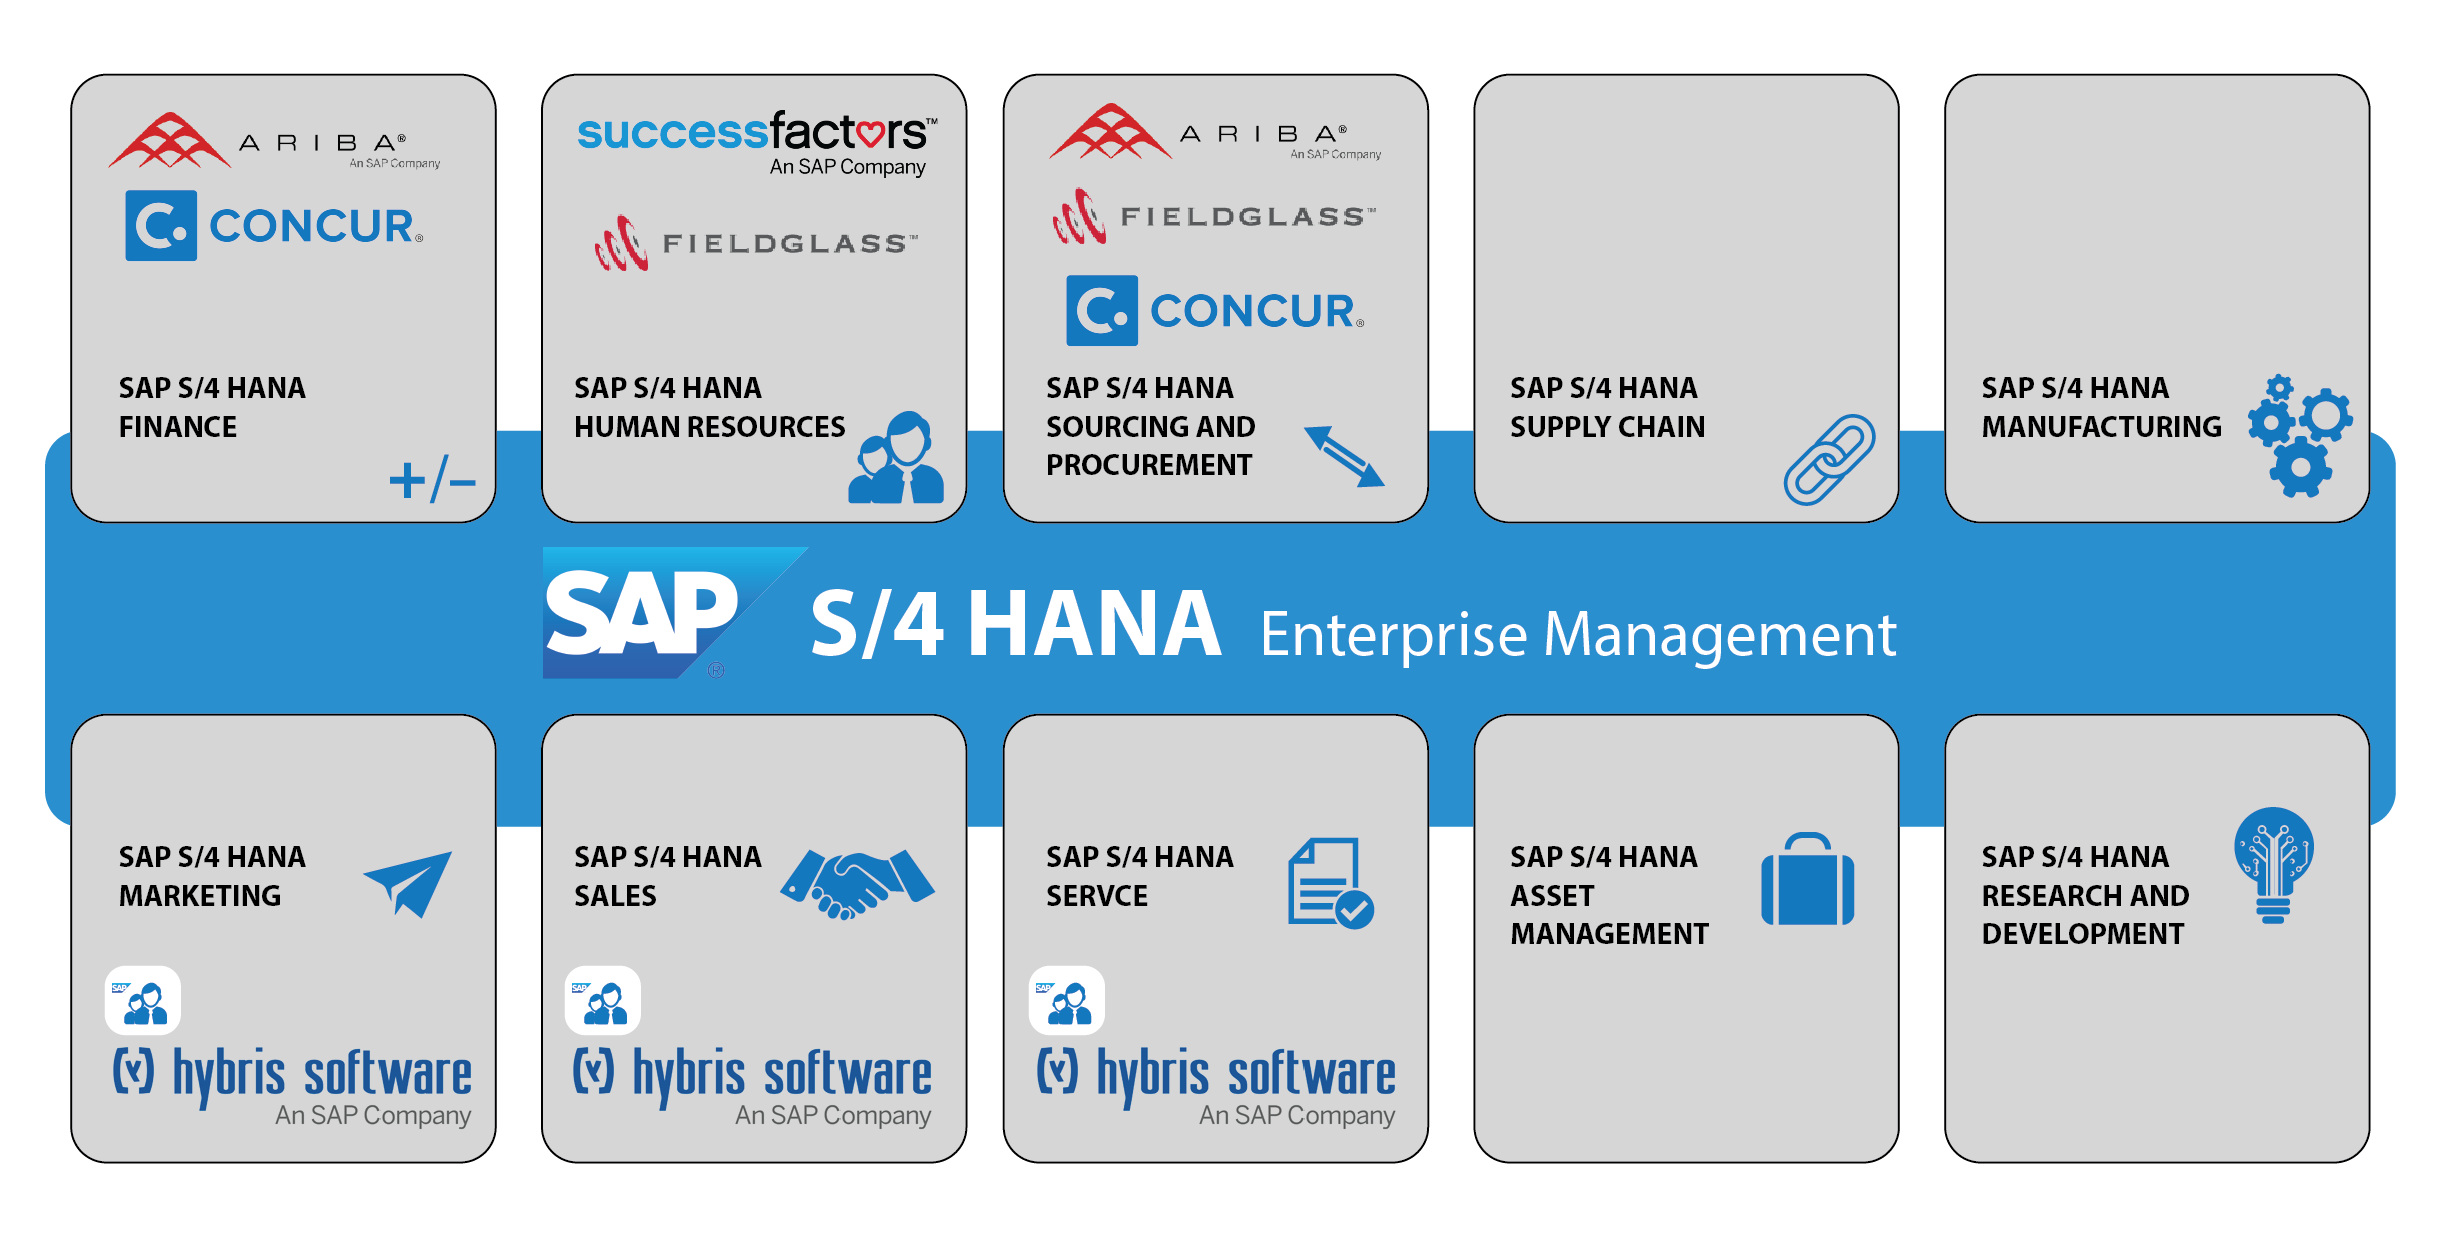 ARIBA®
An SAP Company
C. CONCUR®
SAP S/4 HANA
FINANCE
+/−
successfactors™
An SAP Company
FIELDGLASS™
SAP S/4 HANA
HUMAN RESOURCES
ARIBA®
An SAP Company
FIELDGLASS™
C. CONCUR®
SAP S/4 HANA
SOURCING AND
PROCUREMENT
SAP S/4 HANA
SUPPLY CHAIN
SAP S/4 HANA
MANUFACTURING
SAP® S/4 HANA Enterprise Management
SAP S/4 HANA
MARKETING
SAP
(y) hybris software
An SAP Company
SAP S/4 HANA
SALES
SAP
(y) hybris software
An SAP Company
SAP S/4 HANA
SERVCE
SAP
(y) hybris software
An SAP Company
SAP S/4 HANA
ASSET
MANAGEMENT
SAP S/4 HANA
RESEARCH AND
DEVELOPMENT